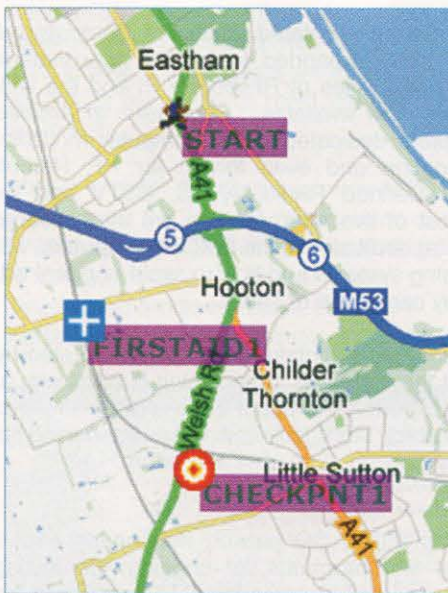 Eastham
START
A41
5
6
Hooton
M53
FIRSTAID1
Welsh Rd
Childer
Thornton
Little Sutton
CHECKPNT1
A41